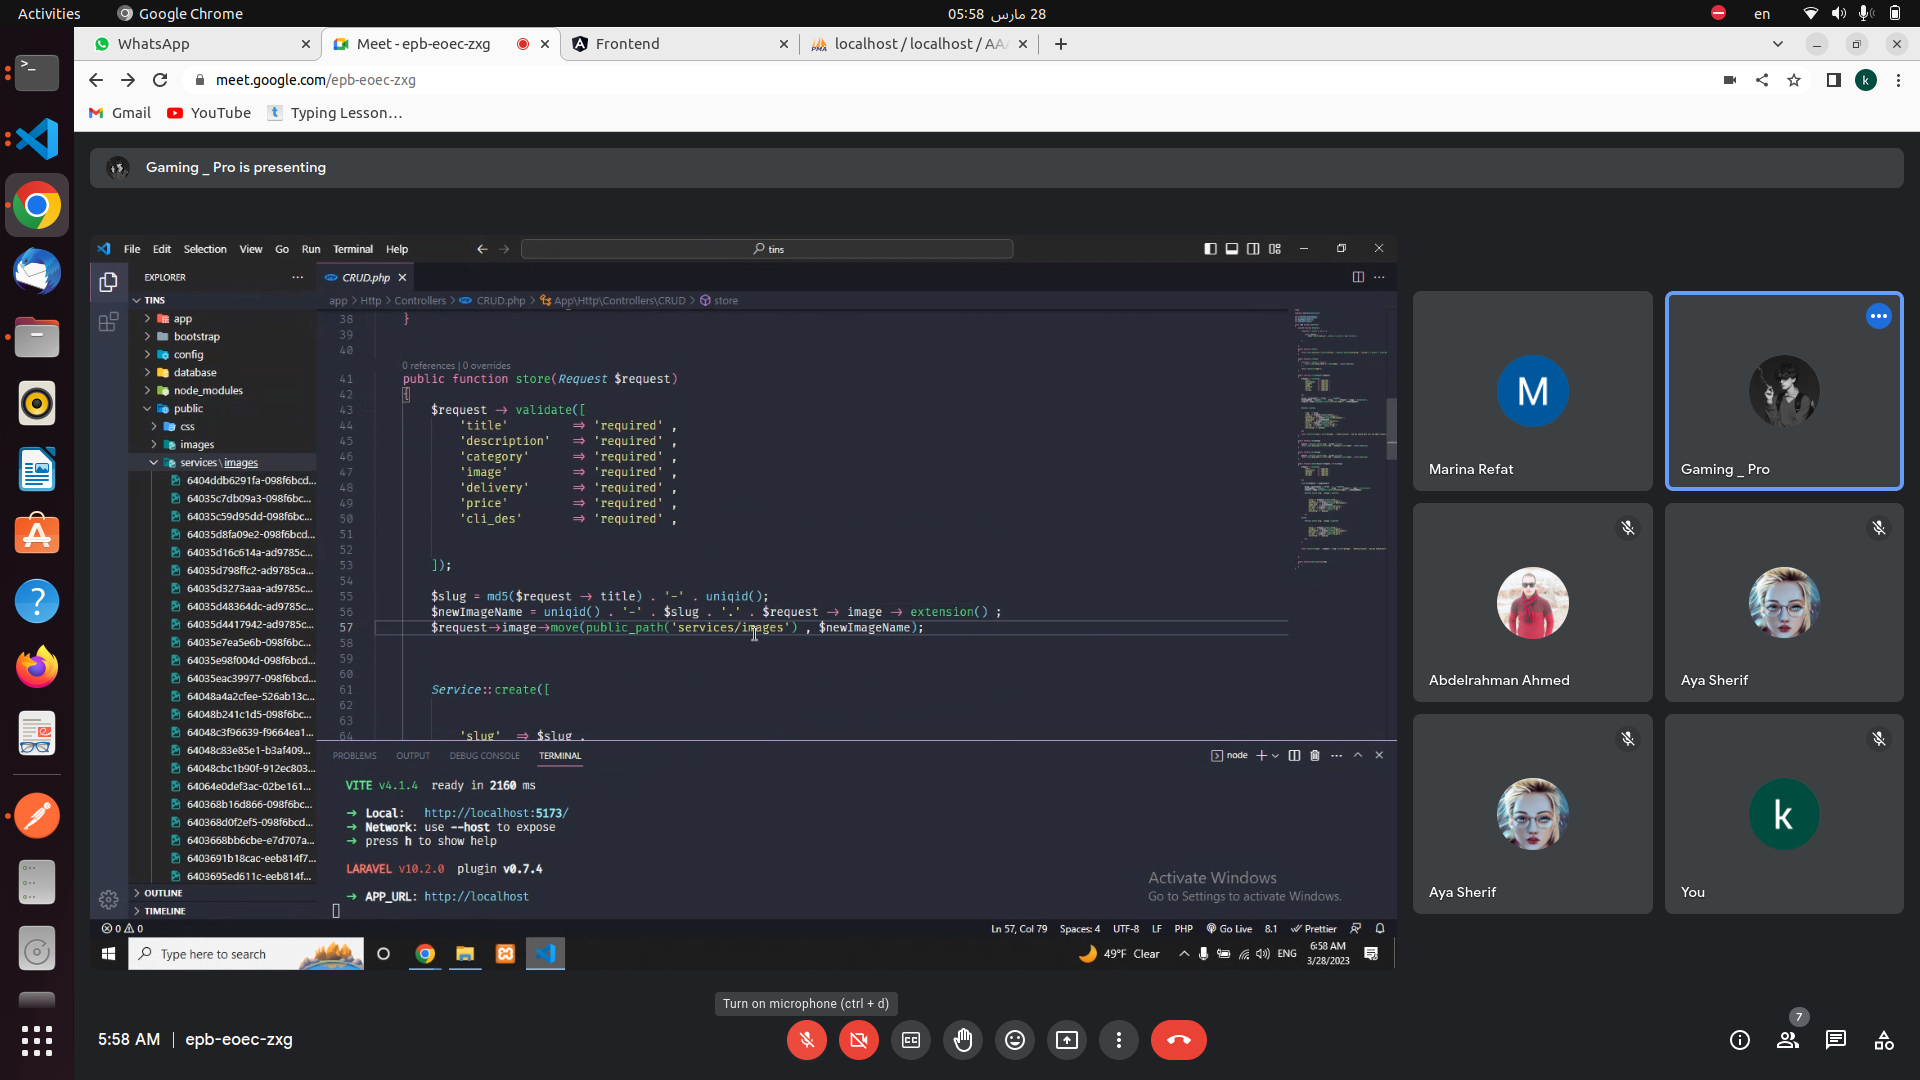 Activities
Google Chrome
28 مارس 05:58
en
WhatsApp
Meet - epb-eoec-zxg
Frontend
localhost / localhost / AAA
meet.google.com/epb-eoec-zxg
k
Gmail
YouTube
Typing Lesson…
Gaming _ Pro is presenting
File Edit Selection View Go Run Terminal Help
tins
EXPLORER
CRUD.php
TINS
app > Http > Controllers > CRUD.php > App\Http\Controllers\CRUD > store
app
bootstrap
config
database
node_modules
public
css
images
services\images
6404ddb6291fa-098f6bcd...
64035c7db09a3-098f6bc...
64035c59d95dd-098f6bc...
64035d8fa09e2-098f6bcd...
64035d16c614a-ad9785c...
64035d798ffc2-ad9785ca...
64035d3273aaa-ad9785c...
64035d48364dc-ad9785c...
64035d4417942-ad9785c...
64035e7ea5e6b-098f6bc...
64035e98f004d-098f6bcd...
64035eac39977-098f6bcd...
64048a4a2cfee-526ab13c...
64048b241c1d5-098f6bc...
64048c3f96639-f9664ea1...
64048c83e85e1-b3af409...
64048cbc1b90f-912ec803...
64064e0def3ac-02be161...
640368b16d866-098f6bc...
640368d0f2ef5-098f6bcd...
6403668bb6cbe-e7d707a...
6403691b18cac-eeb814f7...
6403695ed611c-eeb814f...
OUTLINE
TIMELINE
38 }
39
40
0 references | 0 overrides
41 public function store(Request $request)
42 {
43 $request → validate([
44 'title' ⇒ 'required' ,
45 'description' ⇒ 'required' ,
46 'category' ⇒ 'required' ,
47 'image' ⇒ 'required' ,
48 'delivery' ⇒ 'required' ,
49 'price' ⇒ 'required' ,
50 'cli_des' ⇒ 'required' ,
51
52
53 ]);
54
55 $slug = md5($request → title) . '-' . uniqid();
56 $newImageName = uniqid() . '-' . $slug . '.' . $request → image → extension() ;
57 $request→image→move(public_path('services/images') , $newImageName);
58
59
60
61 Service::create([
62
63
64 'slug' ⇒ $slug ,
PROBLEMS OUTPUT DEBUG CONSOLE TERMINAL
node
VITE v4.1.4 ready in 2160 ms
➜ Local: http://localhost:5173/
➜ Network: use --host to expose
➜ press h to show help
LARAVEL v10.2.0 plugin v0.7.4
➜ APP_URL: http://localhost
Activate Windows
Go to Settings to activate Windows.
0 0
Ln 57, Col 79 Spaces: 4 UTF-8 LF PHP Go Live 8.1 Prettier
Type here to search
49°F Clear
ENG
6:58 AM
3/28/2023
M
Marina Refat
Gaming _ Pro
Abdelrahman Ahmed
Aya Sherif
Aya Sherif
k
You
Turn on microphone (ctrl + d)
5:58 AM | epb-eoec-zxg
7